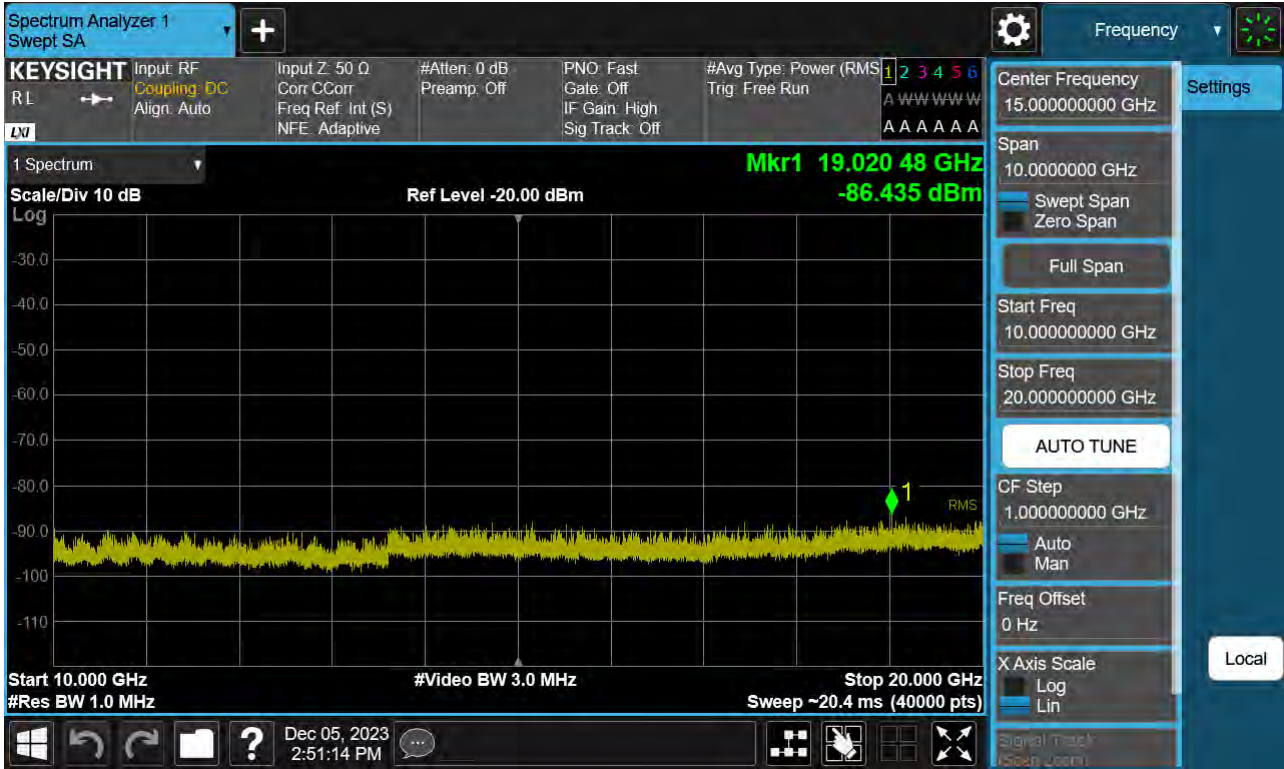 Spectrum Analyzer 1
Swept SA
Frequency
KEYSIGHT
R L
LXI
Input: RF
Coupling: DC
Align: Auto
Input Z: 50 Ω
Corr CCorr
Freq Ref: Int (S)
NFE: Adaptive
#Atten: 0 dB
Preamp: Off
PNO: Fast
Gate: Off
IF Gain: High
Sig Track: Off
#Avg Type: Power (RMS
Trig: Free Run
1 2 3 4 5 6
A W W W W W
A A A A A A
Center Frequency
15.000000000 GHz
Settings
Span
10.0000000 GHz
Swept Span
Zero Span
Full Span
Start Freq
10.000000000 GHz
Stop Freq
20.000000000 GHz
AUTO TUNE
CF Step
1.000000000 GHz
Auto
Man
Freq Offset
0 Hz
X Axis Scale
Log
Lin
Signal Track
(Span Zoom)
Local
1 Spectrum
Mkr1 19.020 48 GHz
-86.435 dBm
Scale/Div 10 dB
Ref Level -20.00 dBm
Log
-30.0
-40.0
-50.0
-60.0
-70.0
-80.0
-90.0
-100
-110
1
RMS
Start 10.000 GHz
#Video BW 3.0 MHz
Stop 20.000 GHz
#Res BW 1.0 MHz
Sweep ~20.4 ms (40000 pts)
Dec 05, 2023
2:51:14 PM